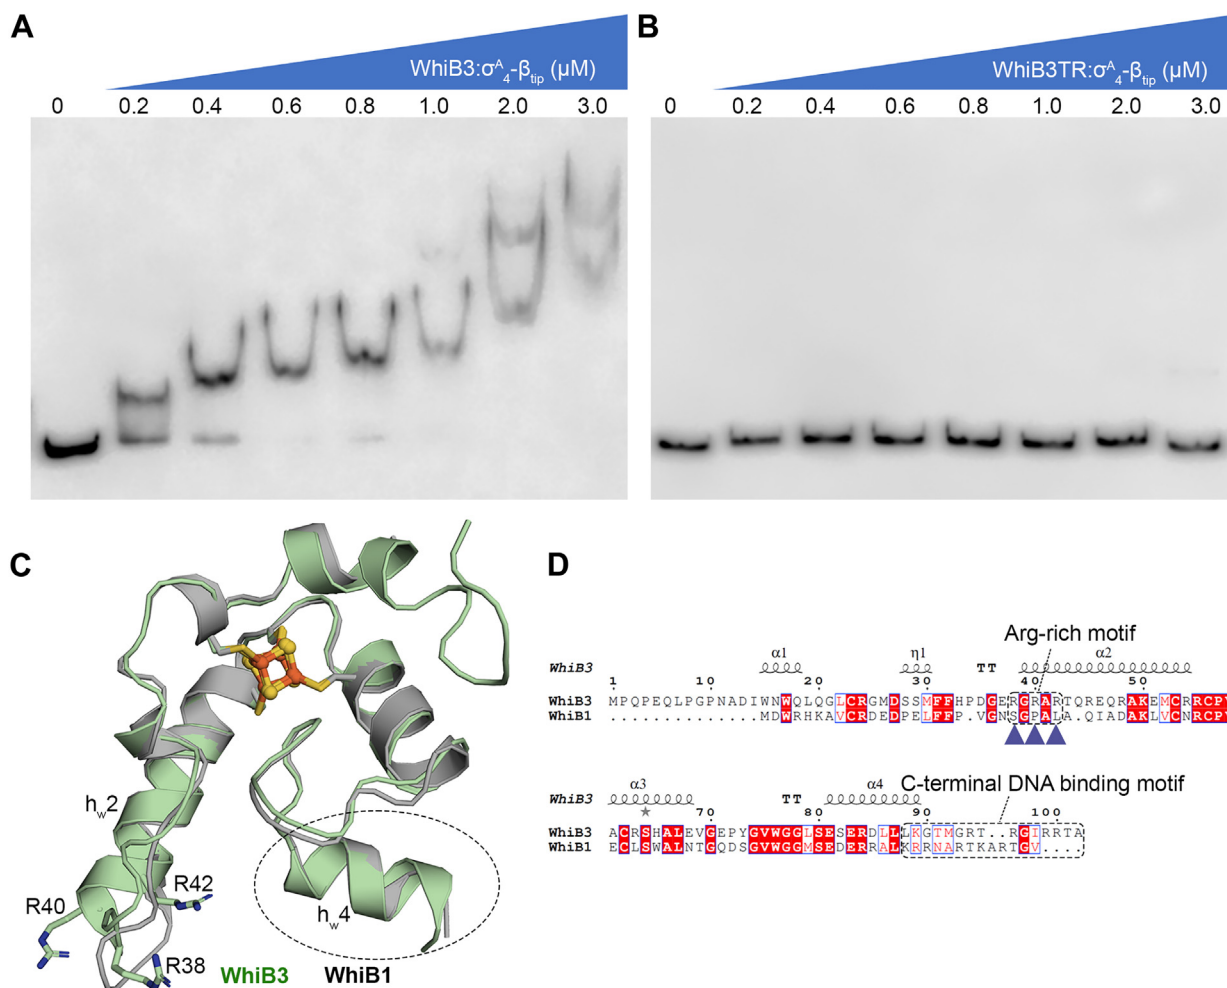 A
WhiB3:σᴬ₄-βtip (µM)
0 0.2 0.4 0.6 0.8 1.0 2.0 3.0
B
WhiB3TR:σᴬ₄-βtip (µM)
0 0.2 0.4 0.6 0.8 1.0 2.0 3.0
C
hw2
R42
R40
R38
hw4
WhiB3 WhiB1
D
Arg-rich motif
WhiB3 α1 η1 TT α2
1 10 20 30 40 50
WhiB3 MPQPEQLPGPNADIWNWQLQGLCRGMDSSMFFHPDGERGRARTQREQRAKEMCRRCPV
WhiB1 ..............MDWRHKAVCRDEDPELFFP.VGNSGPALA.QIADAKLVCNRCPV
C-terminal DNA binding motif
WhiB3 α3 TT α4
70 80 90 100
WhiB3 ACRSHALEVGEPYGVWGGLSESERDLLLKGTMGRT..RGIRRTA
WhiB1 ECLSWALNTGQDSGVWGGMSEDERRALKRRNARTKARTGV....